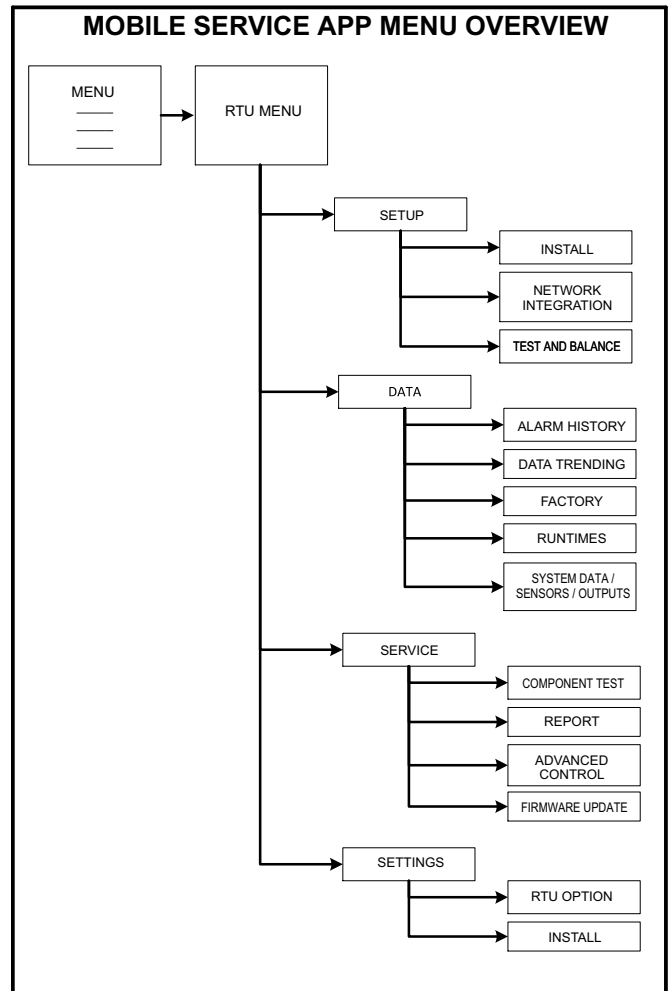 MOBILE SERVICE APP MENU OVERVIEW
MENU
RTU MENU
SETUP
INSTALL
NETWORK
INTEGRATION
TEST AND BALANCE
DATA
ALARM HISTORY
DATA TRENDING
FACTORY
RUNTIMES
SYSTEM DATA /
SENSORS / OUTPUTS
SERVICE
COMPONENT TEST
REPORT
ADVANCED
CONTROL
FIRMWARE UPDATE
SETTINGS
RTU OPTION
INSTALL